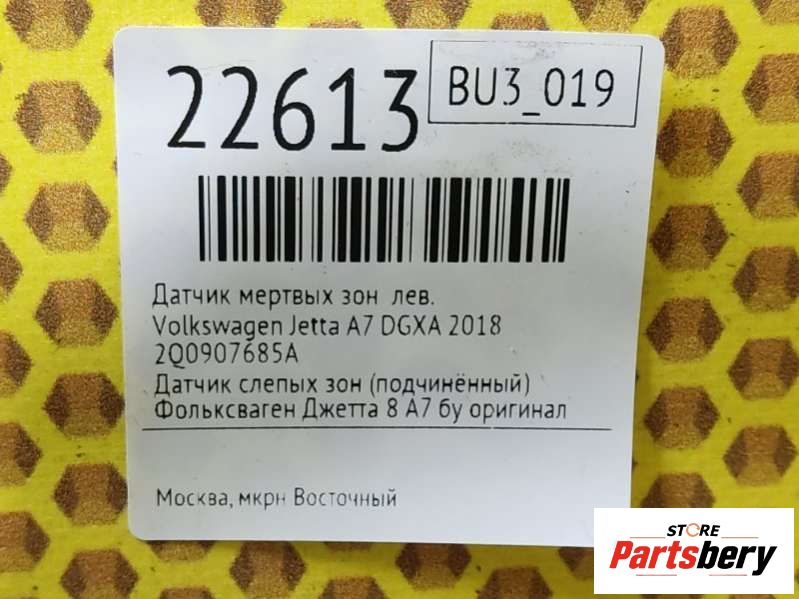 22613
BU3_019
Датчик мертвых зон лев.
Volkswagen Jetta A7 DGXA 2018
2Q0907685A
Датчик слепых зон (подчинённый)
Фольксваген Джетта 8 А7 бу оригинал
Москва, мкрн Восточный
STORE
Partsbery